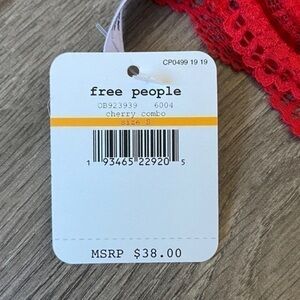 CP0499 19 19
free people
OB923939 6004
cherry combo
size S
1 93465 22920 5
MSRP $38.00